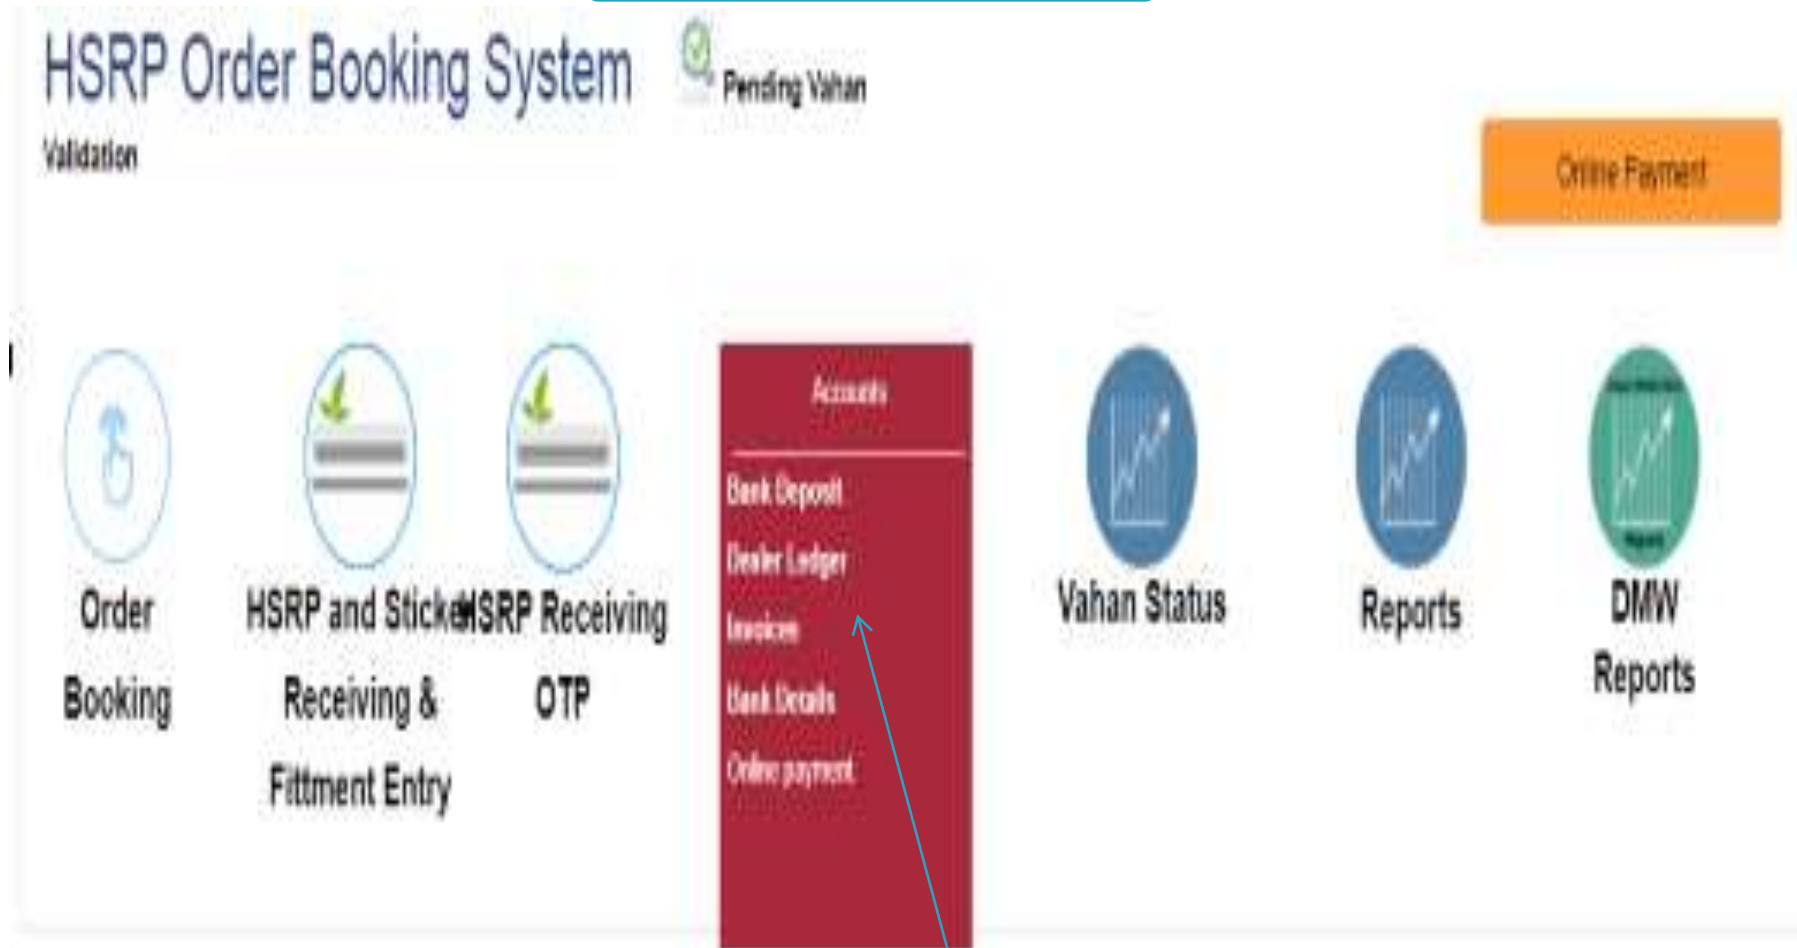 HSRP Order Booking System
Pending Vahan
Validation
Online Payment
Order
Booking
HSRP and Sticker
Receiving &
Fittment Entry
HSRP Receiving
OTP
Accounts
Bank Deposit
Dealer Ledger
Invoices
Bank Details
Online payment
Vahan Status
Reports
DMW
Reports